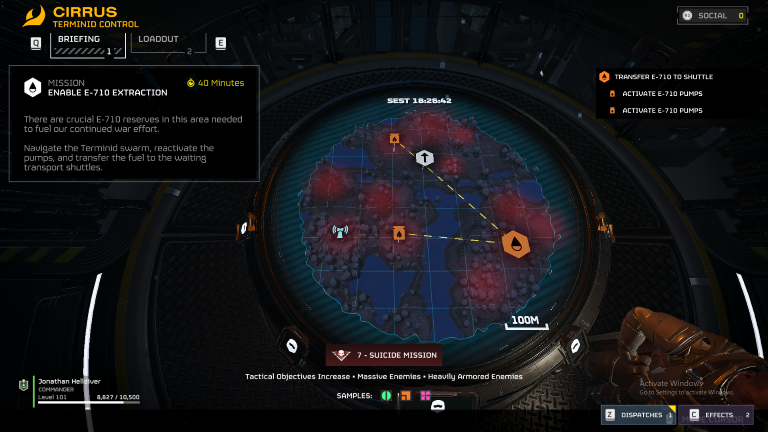 CIRRUS
TERMINID CONTROL
Q
BRIEFING
1
LOADOUT
2
E
SOCIAL 0
MISSION
ENABLE E-710 EXTRACTION
40 Minutes
There are crucial E-710 reserves in this area needed
to fuel our continued war effort.
Navigate the Terminid swarm, reactivate the
pumps, and transfer the fuel to the waiting
transport shuttles.
TRANSFER E-710 TO SHUTTLE
ACTIVATE E-710 PUMPS
ACTIVATE E-710 PUMPS
SEST 18:26:42
100M
7 - SUICIDE MISSION
Tactical Objectives Increase • Massive Enemies • Heavily Armored Enemies
SAMPLES:
Jonathan Helldiver
COMMANDER
Level 101
8,827 / 10,500
Activate Windows
Go to Settings to activate Windows.
Z DISPATCHES 1
C EFFECTS 2
MOVE CURSOR